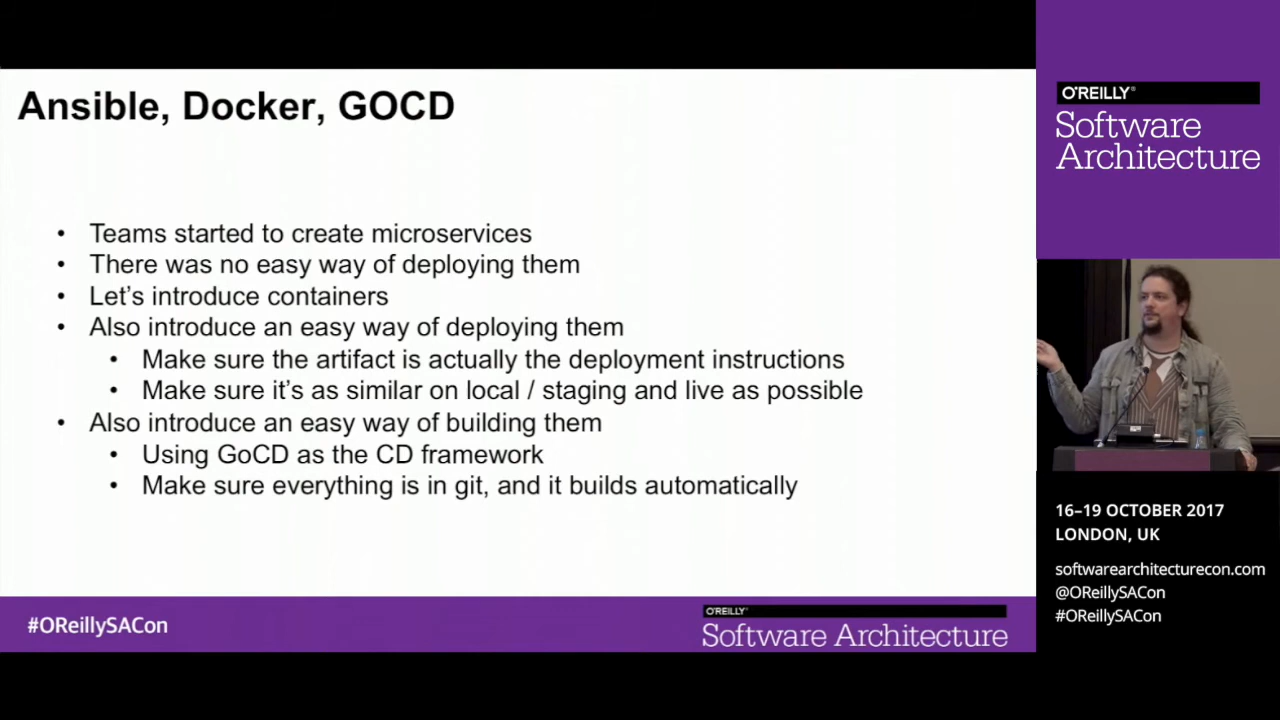 Ansible, Docker, GOCD
• Teams started to create microservices
• There was no easy way of deploying them
• Let's introduce containers
• Also introduce an easy way of deploying them
• Make sure the artifact is actually the deployment instructions
• Make sure it's as similar on local / staging and live as possible
• Also introduce an easy way of building them
• Using GoCD as the CD framework
• Make sure everything is in git, and it builds automatically
#OReillySACon
O'REILLY®
Software Architecture
O'REILLY®
Software
Architecture
16–19 OCTOBER 2017
LONDON, UK
softwarearchitecturecon.com
@OReillySACon
#OReillySACon